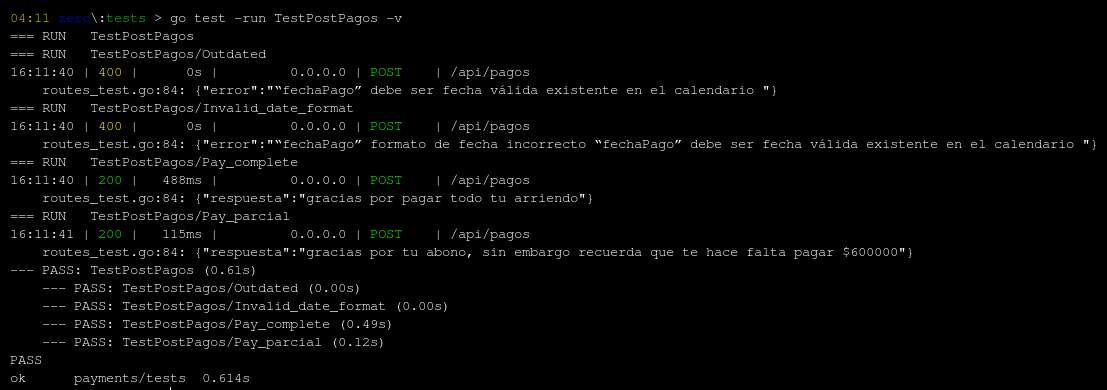 04:11 zero\:tests > go test -run TestPostPagos -v
=== RUN   TestPostPagos
=== RUN   TestPostPagos/Outdated
16:11:40 | 400 |      0s |         0.0.0.0 | POST    | /api/pagos
    routes_test.go:84: {"error":"“fechaPago” debe ser fecha válida existente en el calendario "}
=== RUN   TestPostPagos/Invalid_date_format
16:11:40 | 400 |      0s |         0.0.0.0 | POST    | /api/pagos
    routes_test.go:84: {"error":"“fechaPago” formato de fecha incorrecto “fechaPago” debe ser fecha válida existente en el calendario "}
=== RUN   TestPostPagos/Pay_complete
16:11:40 | 200 |   488ms |         0.0.0.0 | POST    | /api/pagos
    routes_test.go:84: {"respuesta":"gracias por pagar todo tu arriendo"}
=== RUN   TestPostPagos/Pay_parcial
16:11:41 | 200 |   115ms |         0.0.0.0 | POST    | /api/pagos
    routes_test.go:84: {"respuesta":"gracias por tu abono, sin embargo recuerda que te hace falta pagar $600000"}
--- PASS: TestPostPagos (0.61s)
    --- PASS: TestPostPagos/Outdated (0.00s)
    --- PASS: TestPostPagos/Invalid_date_format (0.00s)
    --- PASS: TestPostPagos/Pay_complete (0.49s)
    --- PASS: TestPostPagos/Pay_parcial (0.12s)
PASS
ok      payments/tests  0.614s